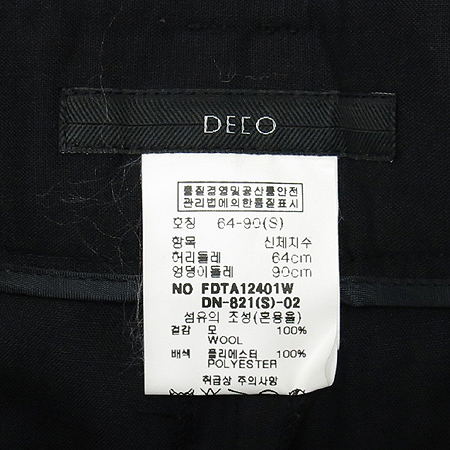 DECO
품질경영및공산품안전
관리법에의한품질표시
호칭 64-90(S)
항목 신체치수
허리둘레 64cm
엉덩이둘레 90cm
NO FDTA12401W
DN-821(S)-02
섬유의 조성(혼용율)
겉감 모 100%
WOOL
배색 폴리에스터 100%
POLYESTER
취급상 주의사항